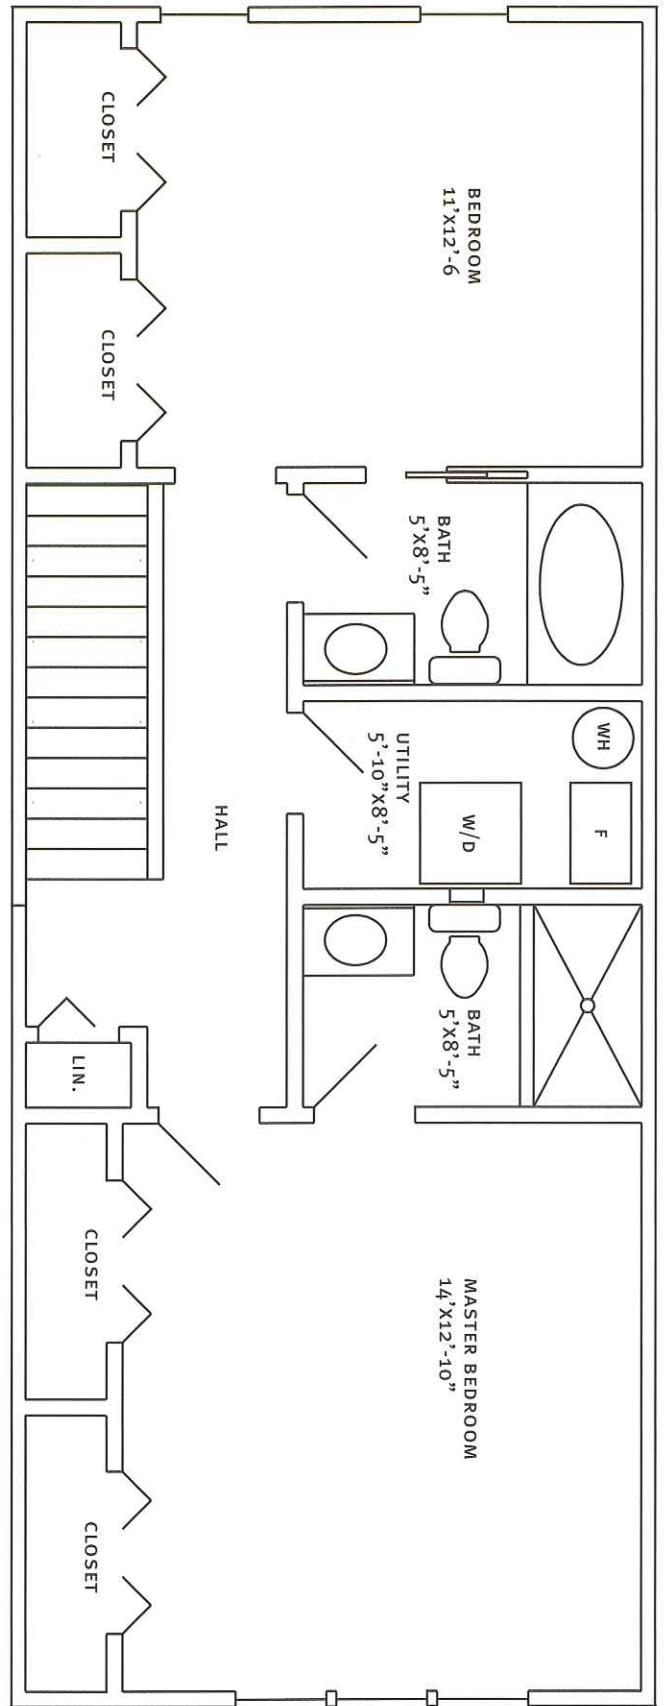 CLOSET
BEDROOM
11'X12'-6
CLOSET
BATH
5'X8'-5"
WH
UTILITY
5'-10"X8'-5"
W/D
F
HALL
BATH
5'X8'-5"
LIN.
CLOSET
MASTER BEDROOM
14'X12'-10"
CLOSET